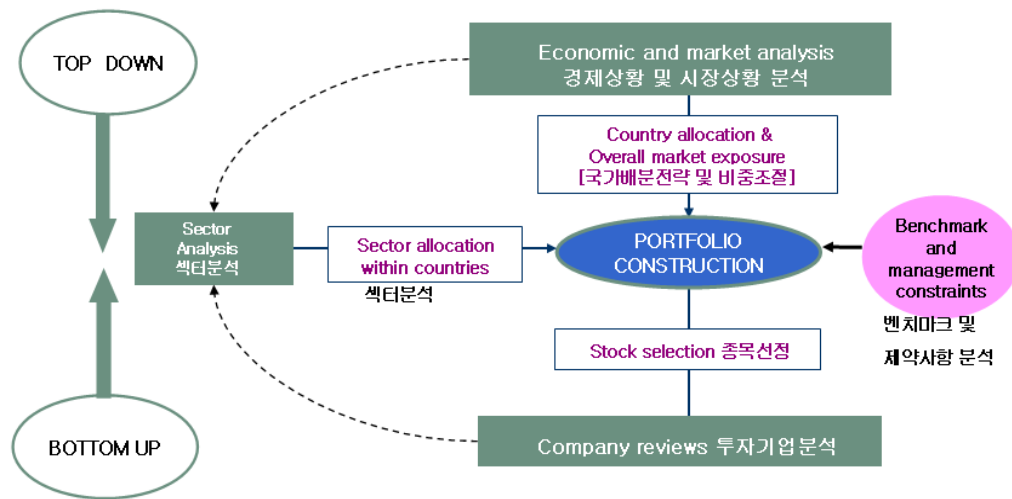 TOP DOWN
Economic and market analysis
경제상황 및 시장상황 분석
Country allocation &
Overall market exposure
[국가배분전략 및 비중조절]
Sector
Analysis
섹터분석
Sector allocation
within countries
섹터분석
PORTFOLIO
CONSTRUCTION
Benchmark
and
management
constraints
벤치마크 및
제약사항 분석
Stock selection 종목선정
BOTTOM UP
Company reviews 투자기업분석